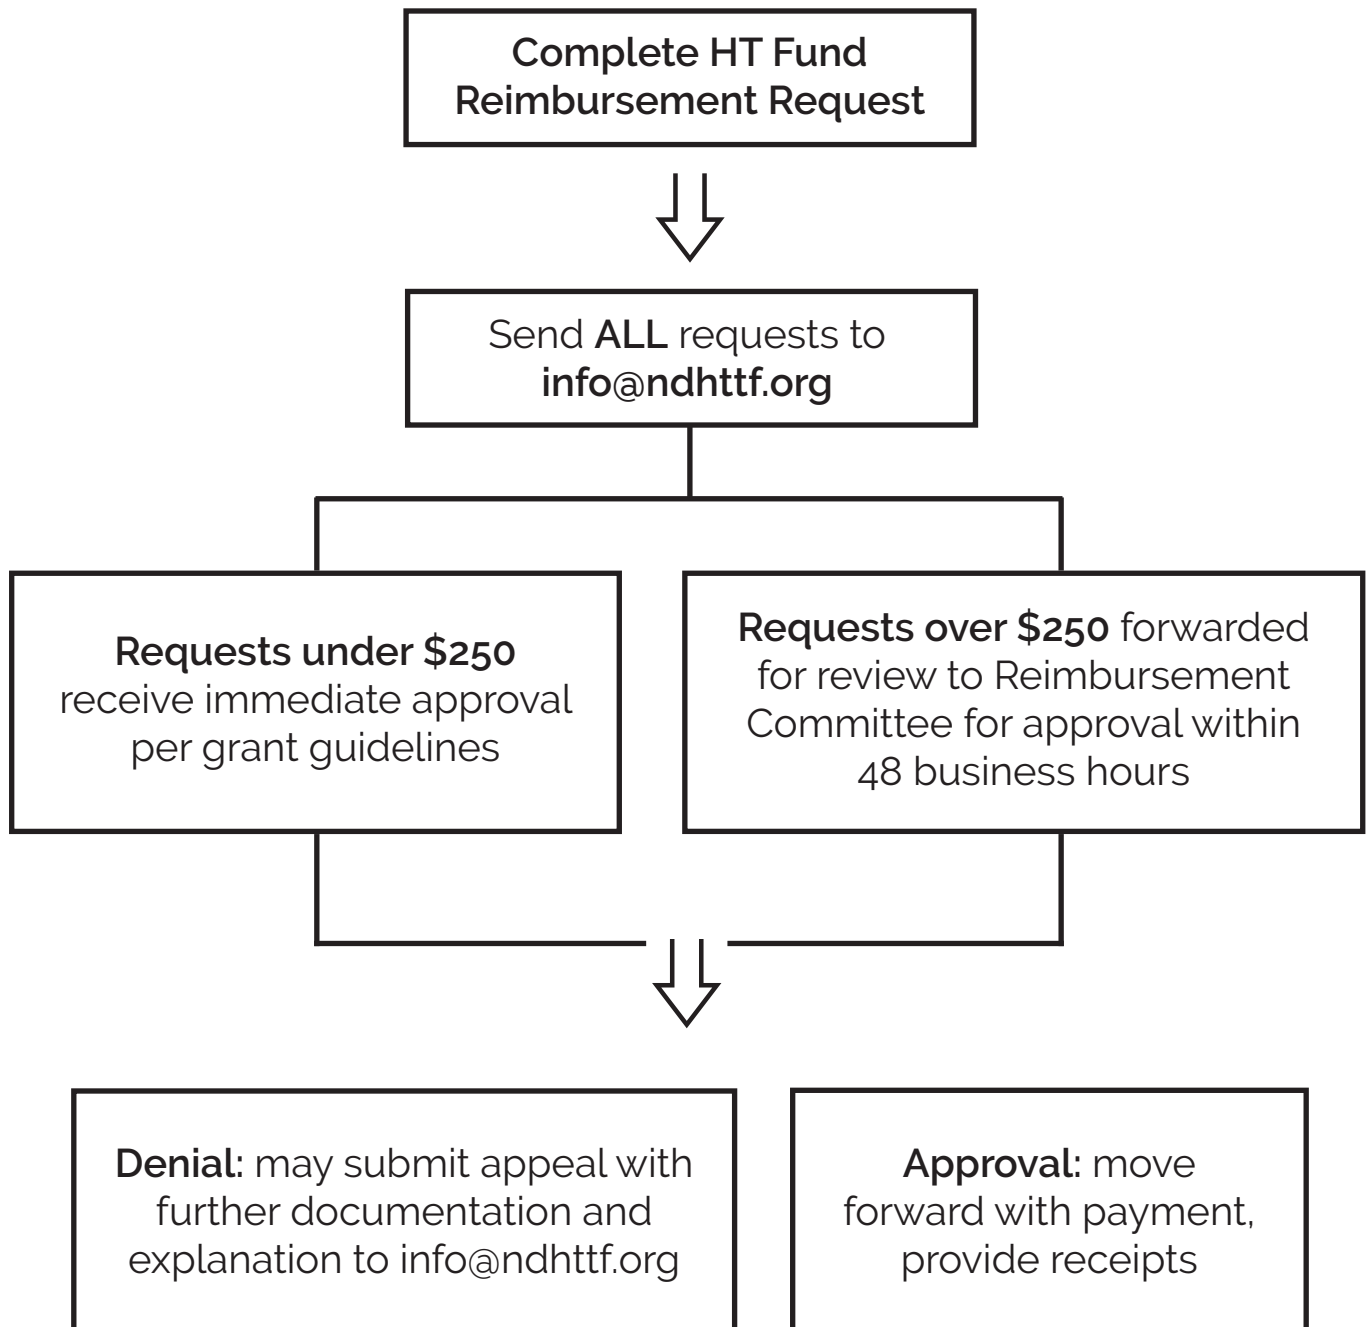 Complete HT Fund
Reimbursement Request
Send ALL requests to
info@ndhttf.org
Requests under $250
receive immediate approval
per grant guidelines
Requests over $250 forwarded
for review to Reimbursement
Committee for approval within
48 business hours
Denial: may submit appeal with
further documentation and
explanation to info@ndhttf.org
Approval: move
forward with payment,
provide receipts